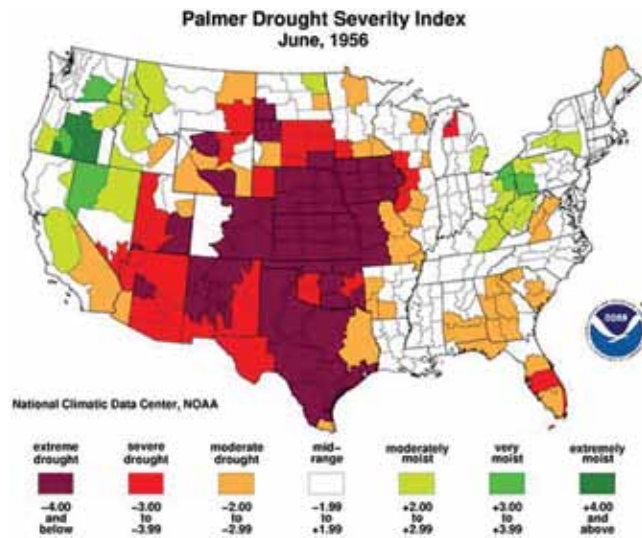 Palmer Drought Severity Index
June, 1956
National Climatic Data Center, NOAA
extreme drought
severe drought
moderate drought
mid-range
moderately moist
very moist
extremely moist
-4.00 and below
-3.00 to -3.99
-2.00 to -2.99
-1.99 to +1.99
+2.00 to +2.99
+3.00 to +3.99
+4.00 and above